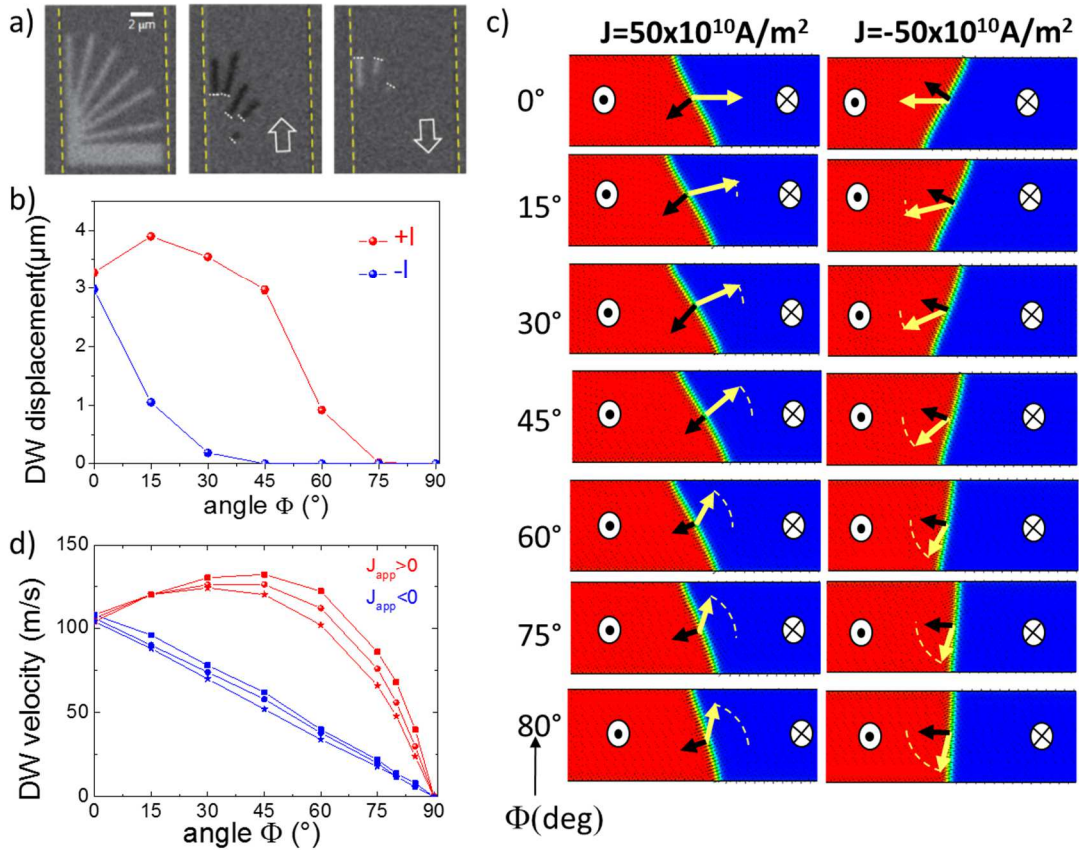 a)
2 µm
b)
DW displacement(µm)
4
3
2
1
0
+I
-I
0 15 30 45 60 75 90
angle Φ (°)
c)
J=50x10¹⁰A/m²
J=-50x10¹⁰A/m²
0°
15°
30°
45°
60°
75°
80°
Φ(deg)
d)
DW velocity (m/s)
150
100
50
0
J_app>0
J_app<0
0 15 30 45 60 75 90
angle Φ (°)